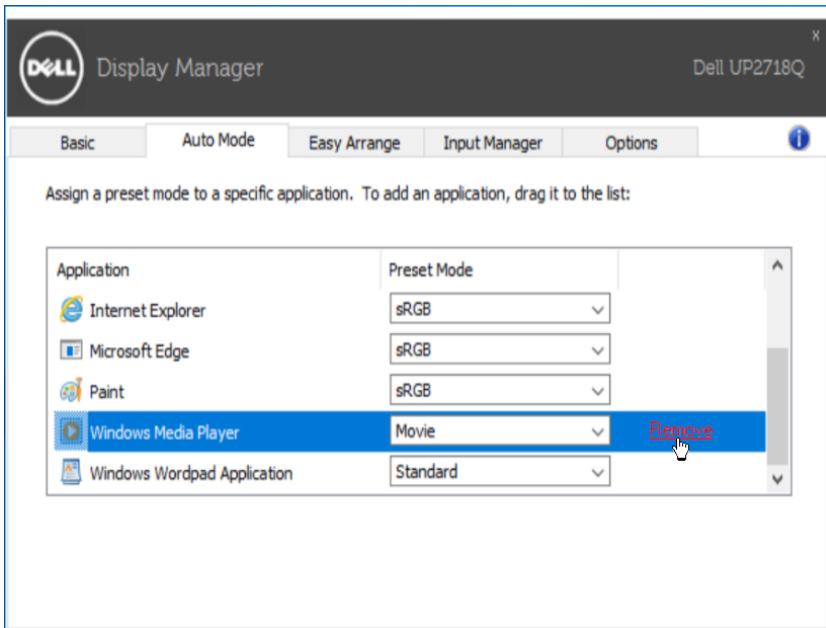 DELL Display Manager
x
Dell UP2718Q
Basic Auto Mode Easy Arrange Input Manager Options
Assign a preset mode to a specific application. To add an application, drag it to the list:
Application Preset Mode
Internet Explorer sRGB
Microsoft Edge sRGB
Paint sRGB
Windows Media Player Movie Remove
Windows Wordpad Application Standard